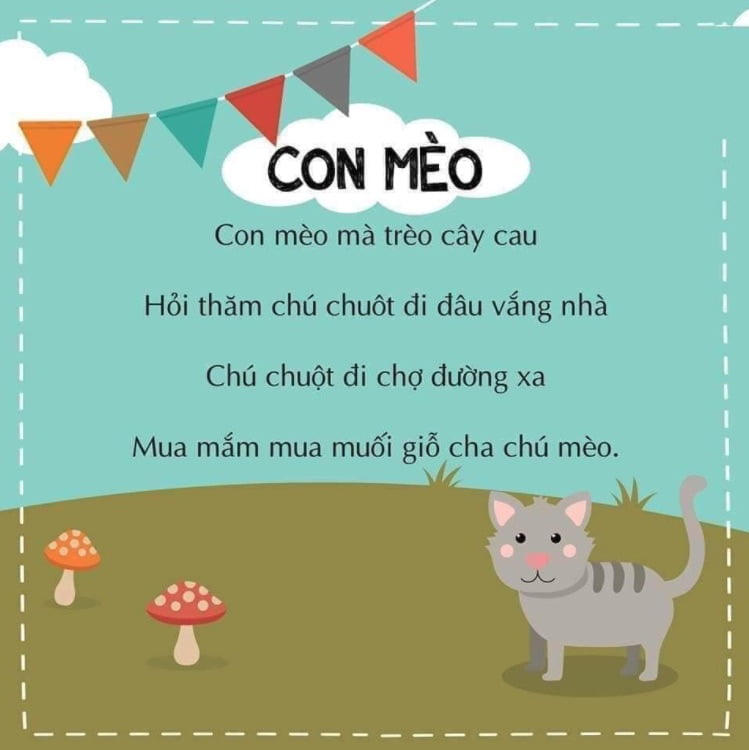 CON MÈO
Con mèo mà trèo cây cau
Hỏi thăm chú chuôt đi đâu vắng nhà
Chú chuột đi chợ đường xa
Mua mắm mua muối giỗ cha chú mèo.